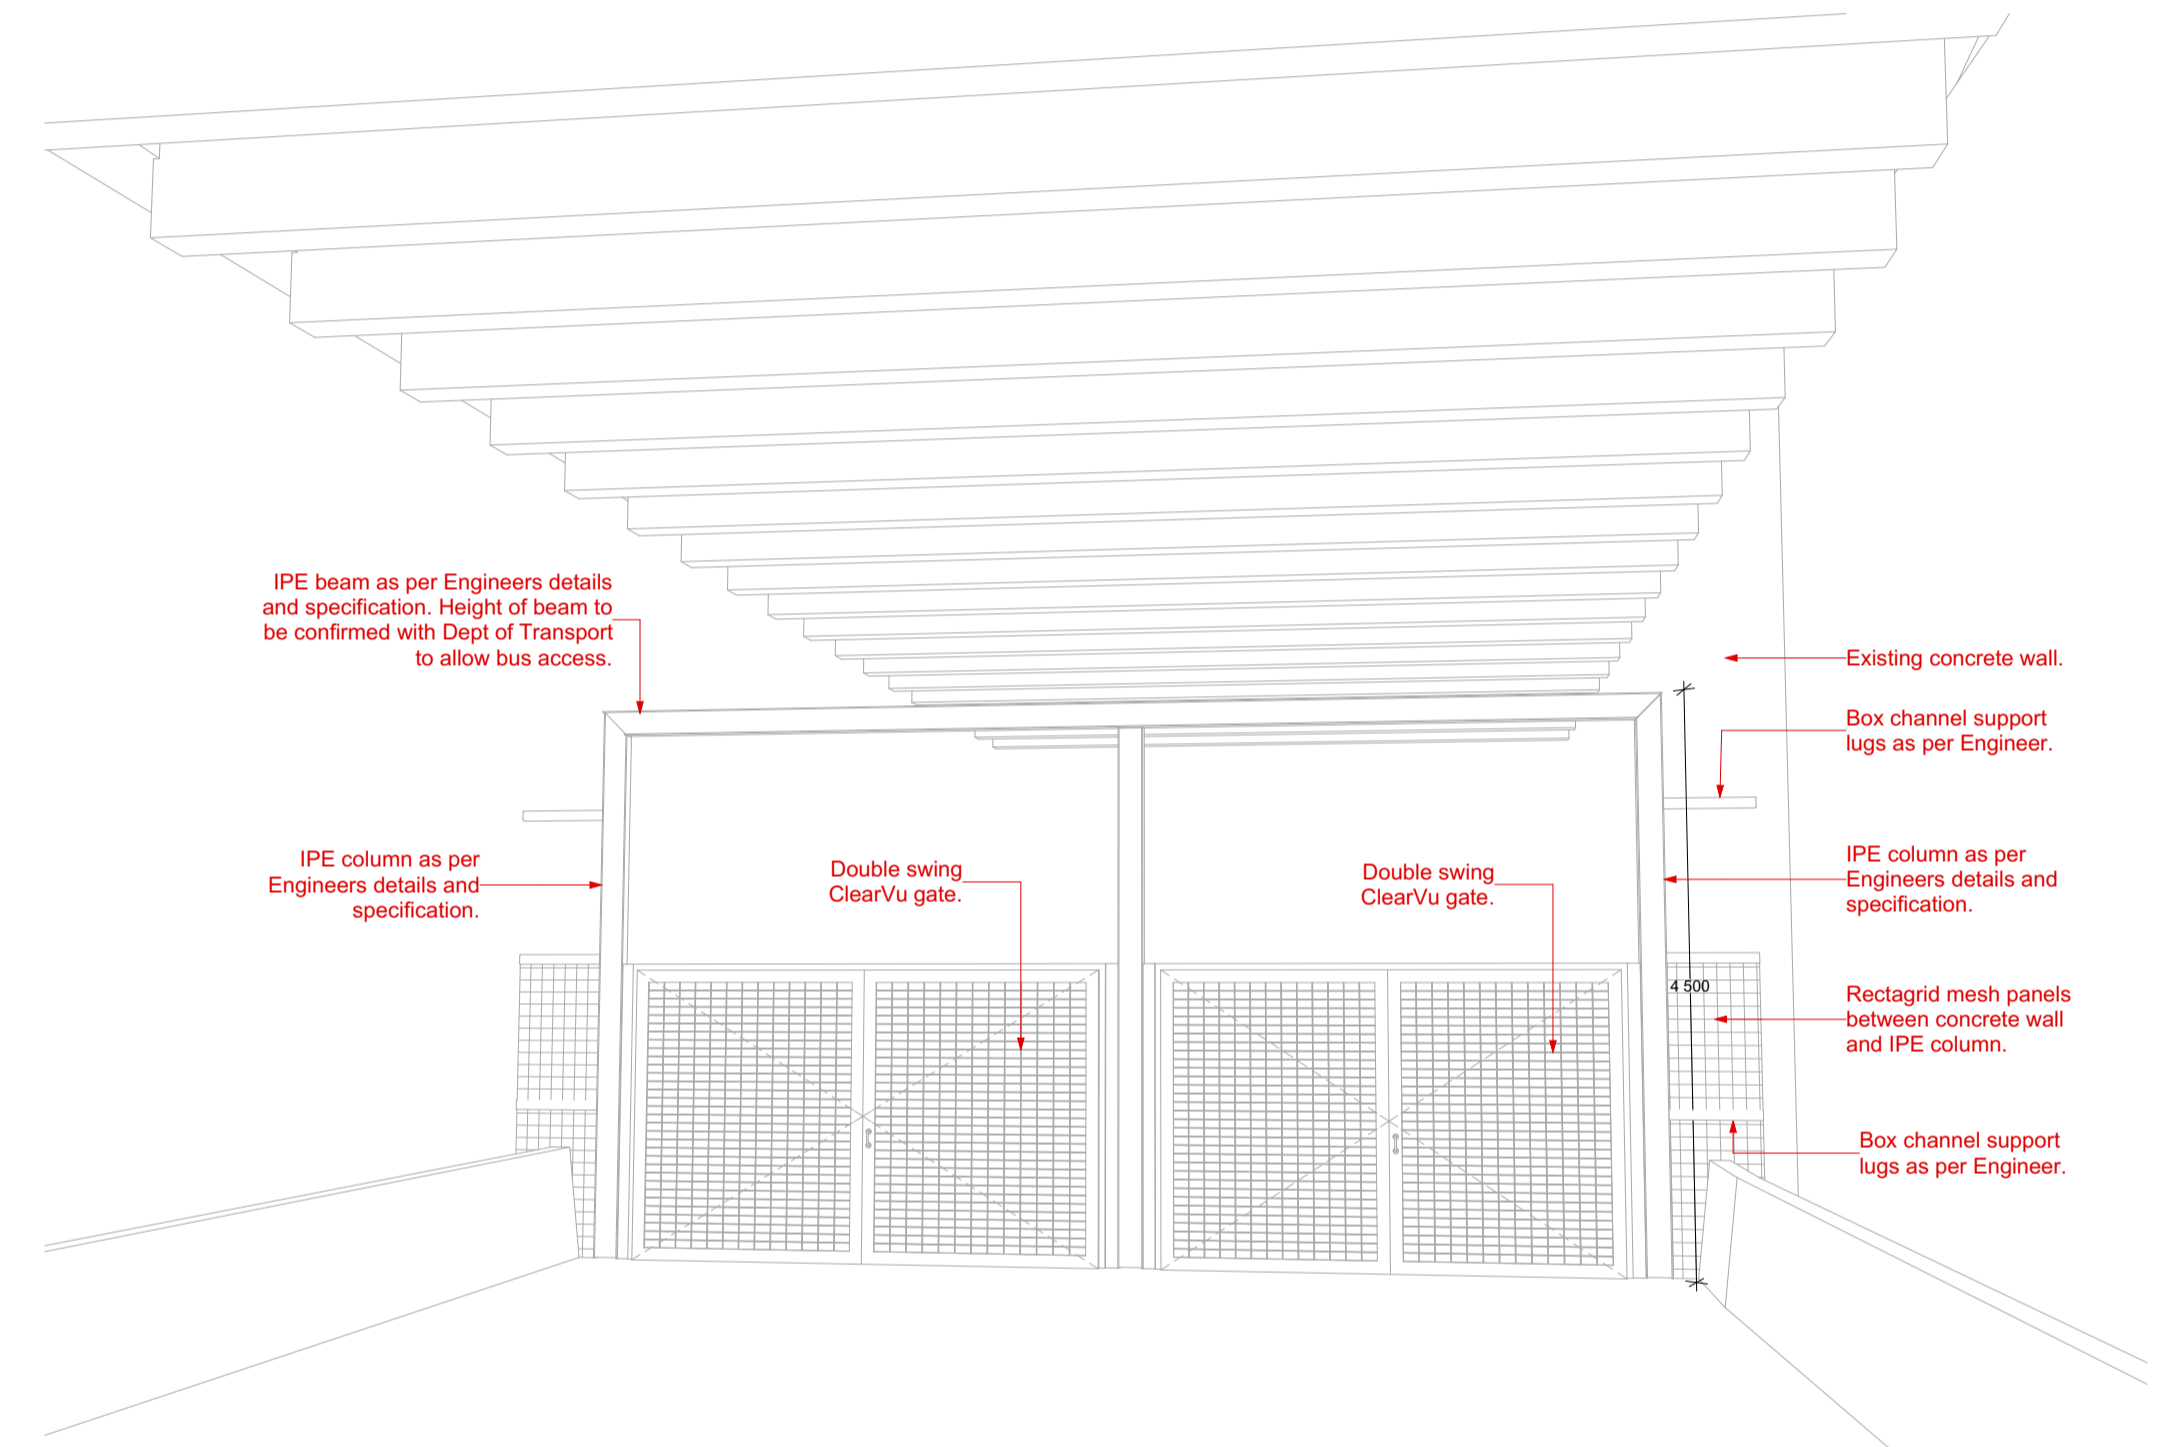 IPE beam as per Engineers details
and specification. Height of beam to
be confirmed with Dept of Transport
to allow bus access.
Existing concrete wall.
Box channel support
lugs as per Engineer.
IPE column as per
Engineers details and
specification.
Double swing
ClearVu gate.
Double swing
ClearVu gate.
IPE column as per
Engineers details and
specification.
4 500
Rectagrid mesh panels
between concrete wall
and IPE column.
Box channel support
lugs as per Engineer.